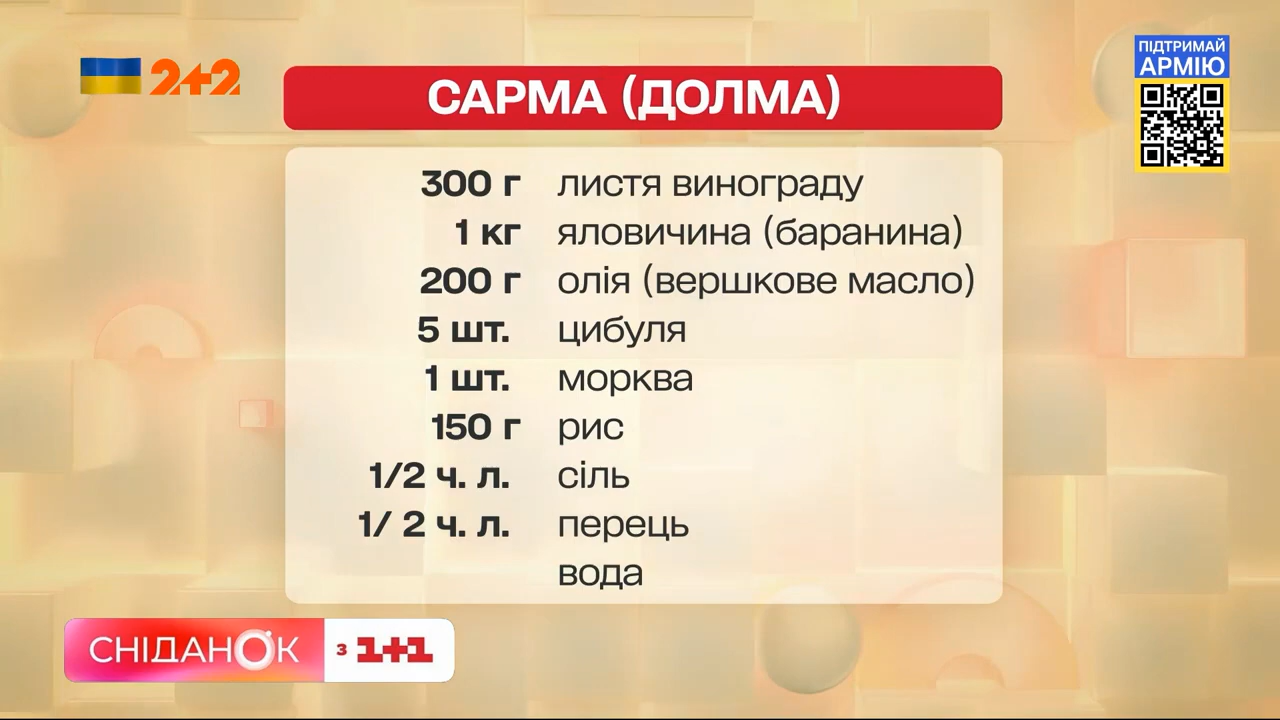 2+2
ПІДТРИМАЙ
АРМІЮ
САРМА (ДОЛМА)
300 г листя винограду
1 кг яловичина (баранина)
200 г олія (вершкове масло)
5 шт. цибуля
1 шт. морква
150 г рис
1/2 ч. л. сіль
1/ 2 ч. л. перець
вода
СНІДАНОК з 1+1